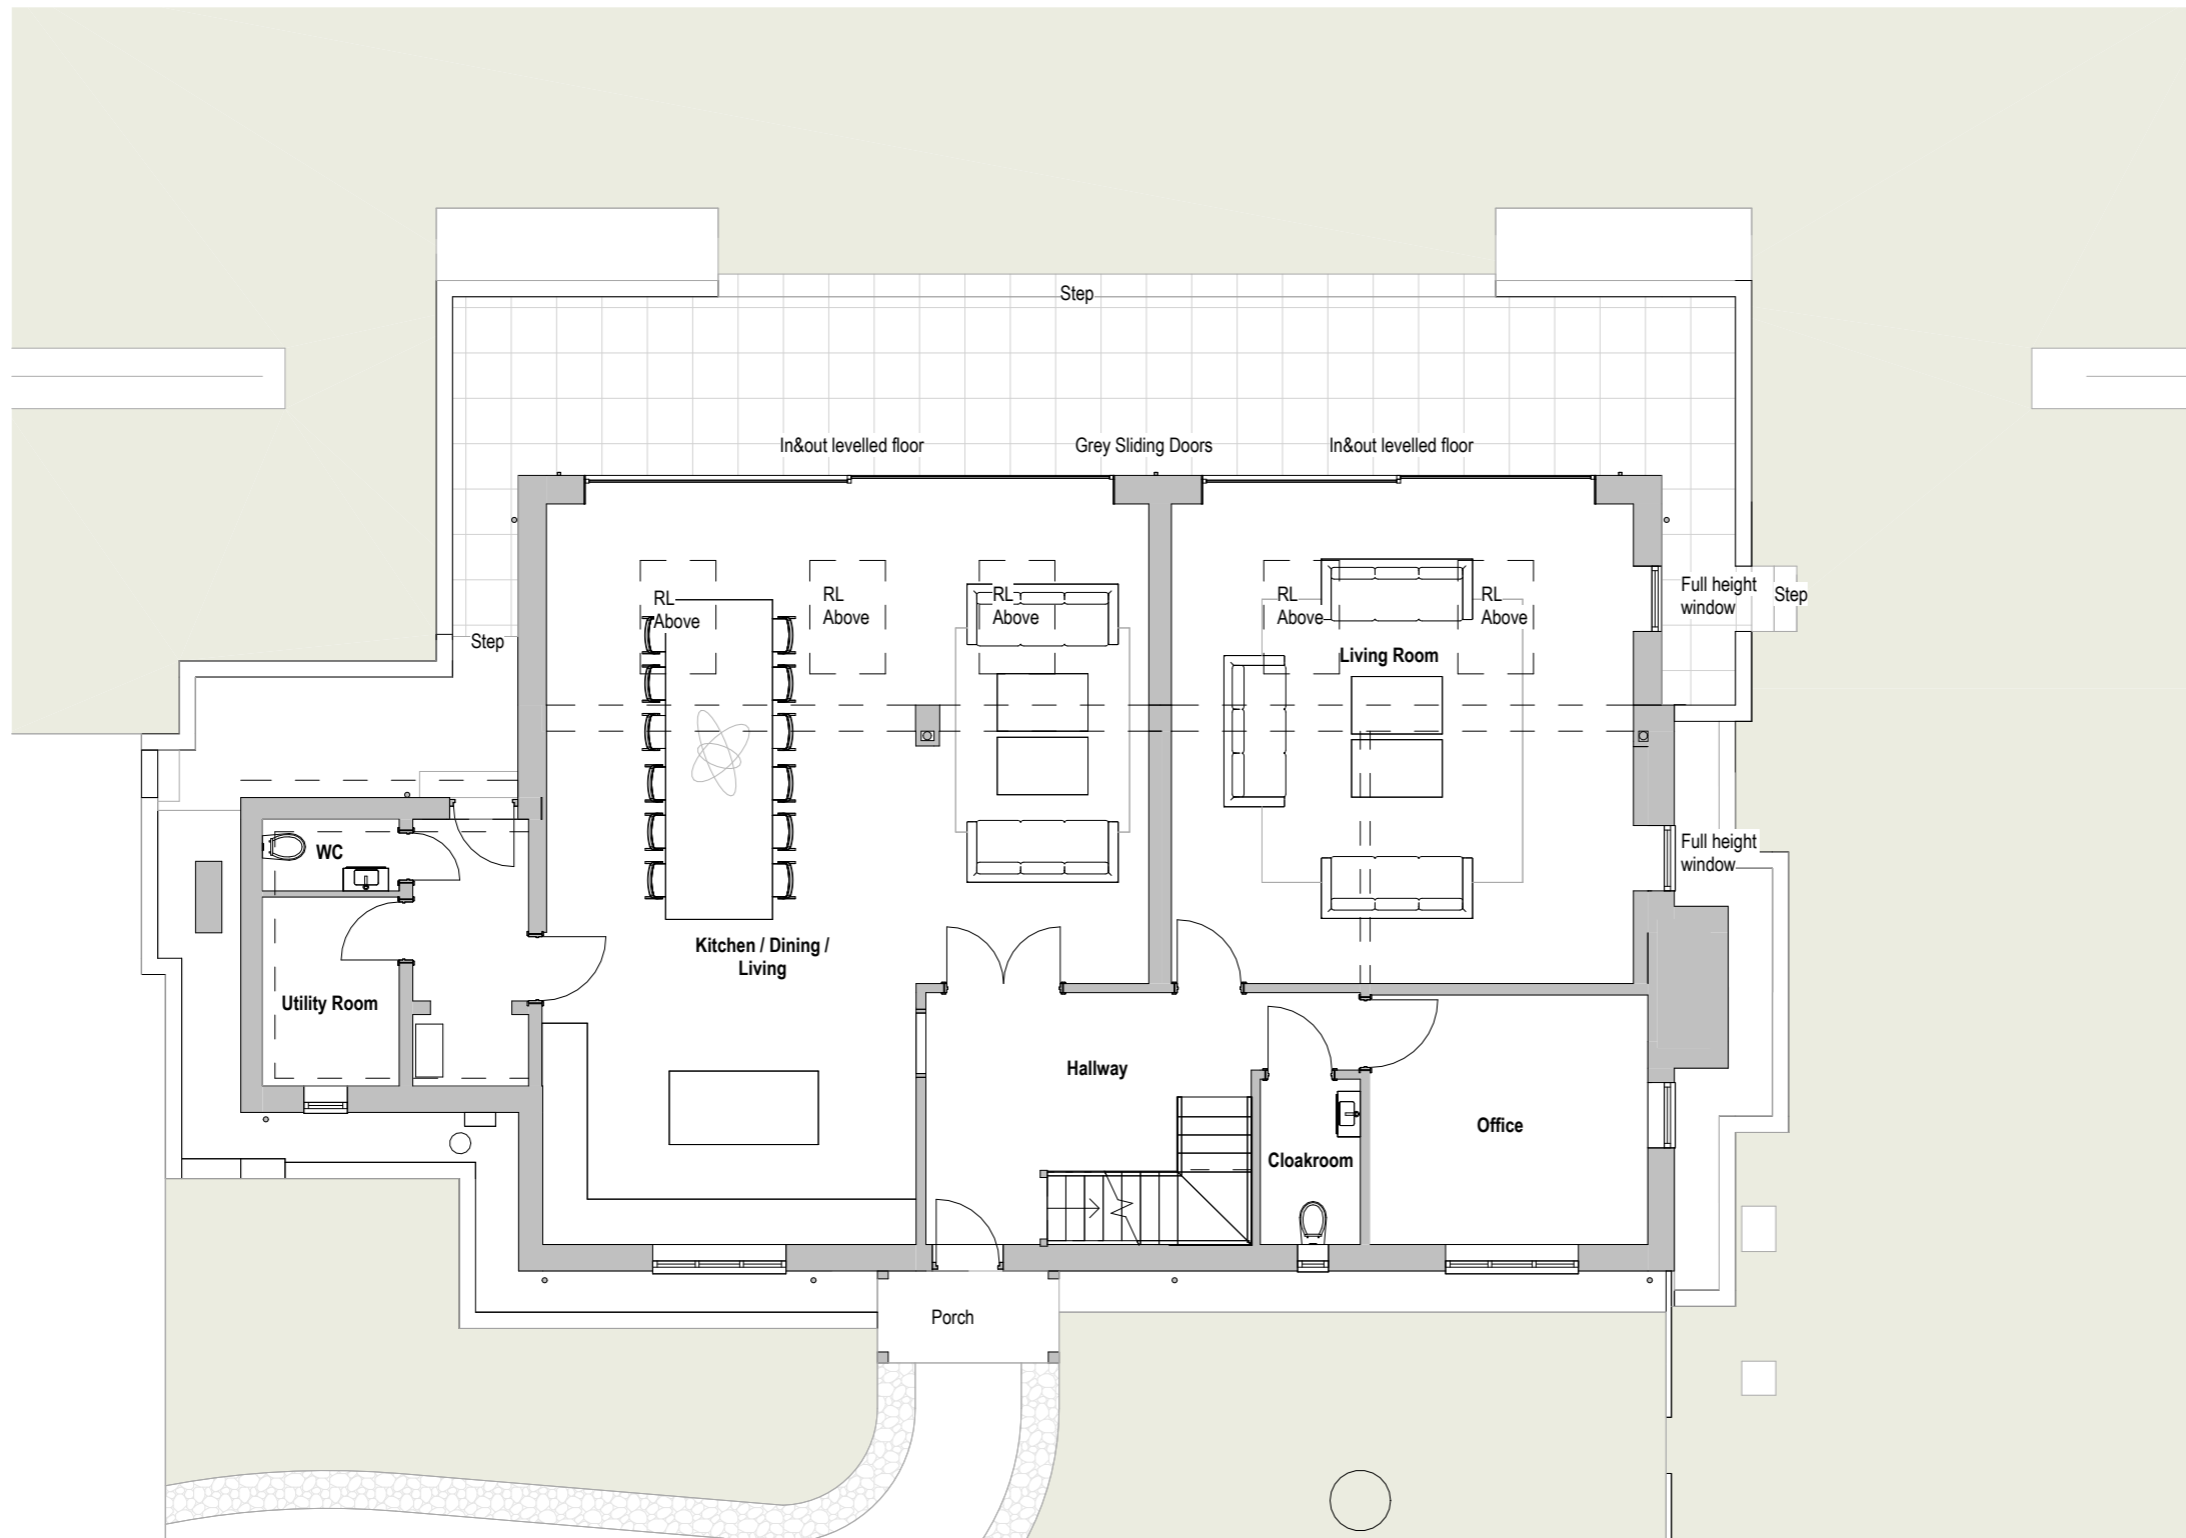 Step
In&out levelled floor
Grey Sliding Doors
In&out levelled floor
RL
Above
RL
Above
RL
Above
RL
Above
RL
Above
Full height
window
Step
Step
Living Room
WC
Full height
window
Kitchen / Dining /
Living
Utility Room
Hallway
Office
Cloakroom
Porch